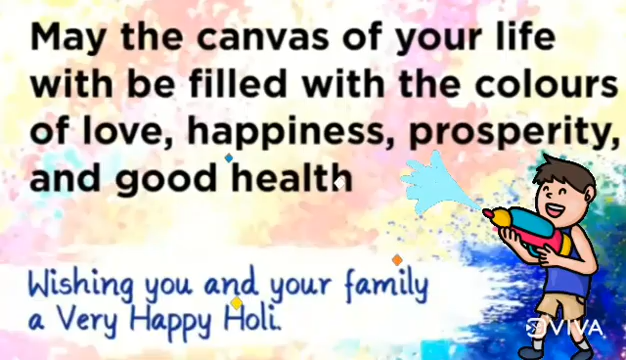 May the canvas of your life
with be filled with the colours
of love, happiness, prosperity,
and good health
Wishing you and your family
a Very Happy Holi.
VIVA